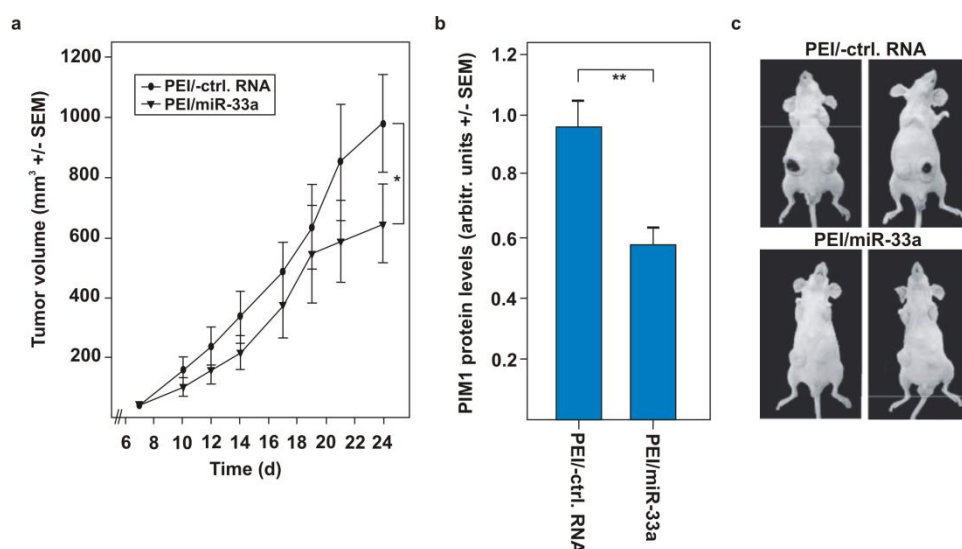 a
Tumor volume (mm³ +/- SEM)
1200
1000
800
600
400
200
PEI/-ctrl. RNA
PEI/miR-33a
*
6 8 10 12 14 16 18 20 22 24
Time (d)
b
PIM1 protein levels (arbitr. units +/- SEM)
1.2
1.0
0.8
0.6
0.4
0.2
**
PEI/-ctrl. RNA
PEI/miR-33a
c
PEI/-ctrl. RNA
PEI/miR-33a